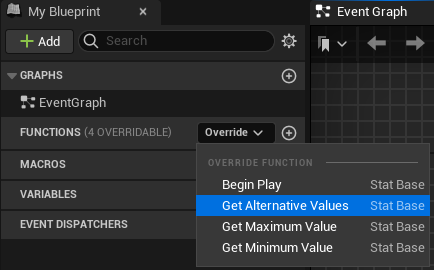 My Blueprint
Event Graph
Add
Search
GRAPHS
EventGraph
FUNCTIONS (4 OVERRIDABLE)
Override
MACROS
VARIABLES
EVENT DISPATCHERS
OVERRIDE FUNCTION
Begin Play Stat Base
Get Alternative Values Stat Base
Get Maximum Value Stat Base
Get Minimum Value Stat Base